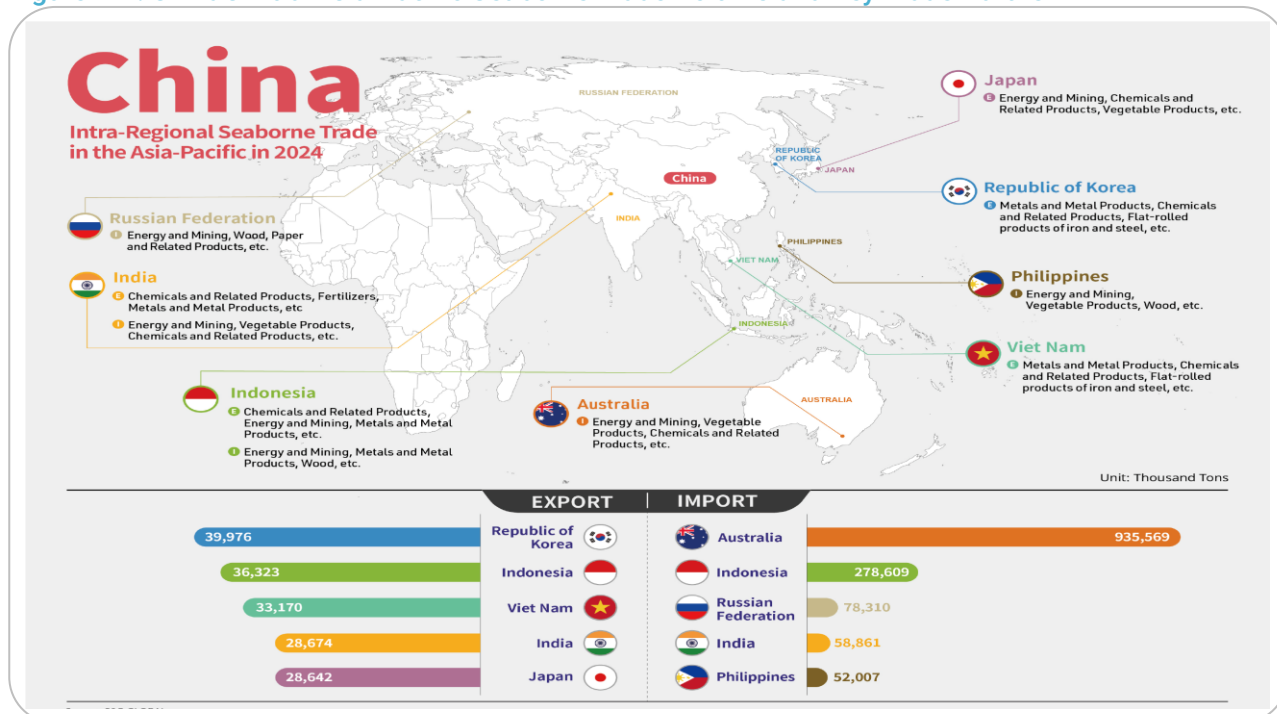 China
Intra-Regional Seaborne Trade
in the Asia-Pacific in 2024
RUSSIAN FEDERATION
REPUBLIC
OF KOREA
JAPAN
China
INDIA
PHILIPPINES
VIET NAM
INDONESIA
AUSTRALIA
Russian Federation
I Energy and Mining, Wood, Paper
and Related Products, etc.
India
E Chemicals and Related Products, Fertilizers,
Metals and Metal Products, etc
I Energy and Mining, Vegetable Products,
Chemicals and Related Products, etc.
Indonesia
E Chemicals and Related Products,
Energy and Mining, Metals and Metal
Products, etc.
I Energy and Mining, Metals and Metal
Products, Wood, etc.
Australia
I Energy and Mining, Vegetable
Products, Chemicals and Related
Products, etc.
Japan
E Energy and Mining, Chemicals and
Related Products, Vegetable Products, etc.
Republic of Korea
E Metals and Metal Products, Chemicals
and Related Products, Flat-rolled
products of iron and steel, etc.
Philippines
I Energy and Mining,
Vegetable Products, Wood, etc.
Viet Nam
E Metals and Metal Products, Chemicals
and Related Products, Flat-rolled
products of iron and steel, etc.
Unit: Thousand Tons
EXPORT | IMPORT
39,976 Republic of
Korea
Australia 935,569
36,323 Indonesia
Indonesia 278,609
33,170 Viet Nam
Russian
Federation 78,310
28,674 India
India 58,861
28,642 Japan
Philippines 52,007